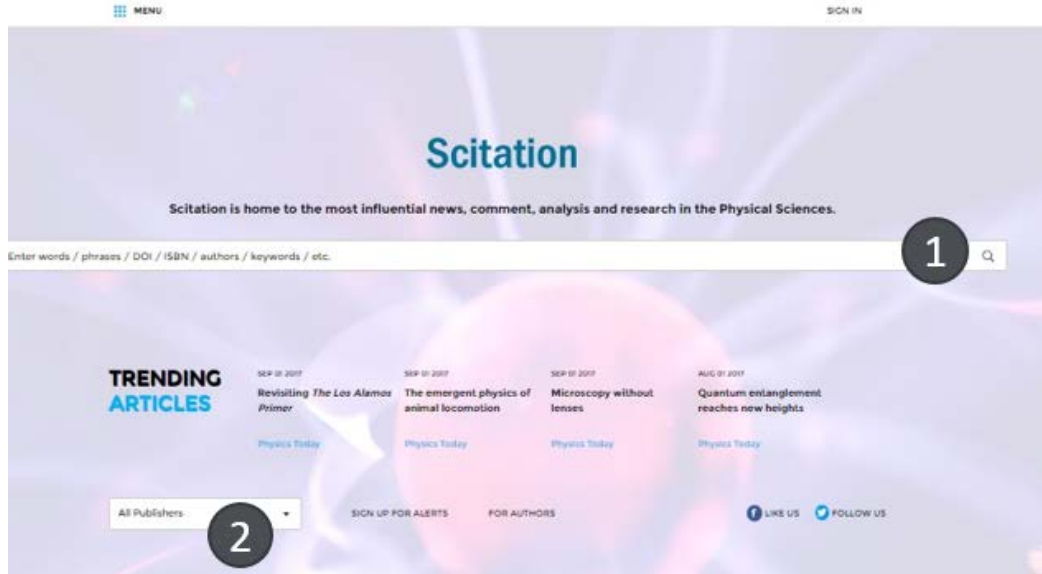 MENU
SIGN IN
Scitation
Scitation is home to the most influential news, comment, analysis and research in the Physical Sciences.
Enter words / phrases / DOI / ISBN / authors / keywords / etc.
1
TRENDING
ARTICLES
SEP 01 2017
Revisiting The Los Alamos
Primer
Physics Today
SEP 01 2017
The emergent physics of
animal locomotion
Physics Today
SEP 01 2017
Microscopy without
lenses
Physics Today
AUG 01 2017
Quantum entanglement
reaches new heights
Physics Today
All Publishers
2
SIGN UP FOR ALERTS
FOR AUTHORS
LIKE US
FOLLOW US